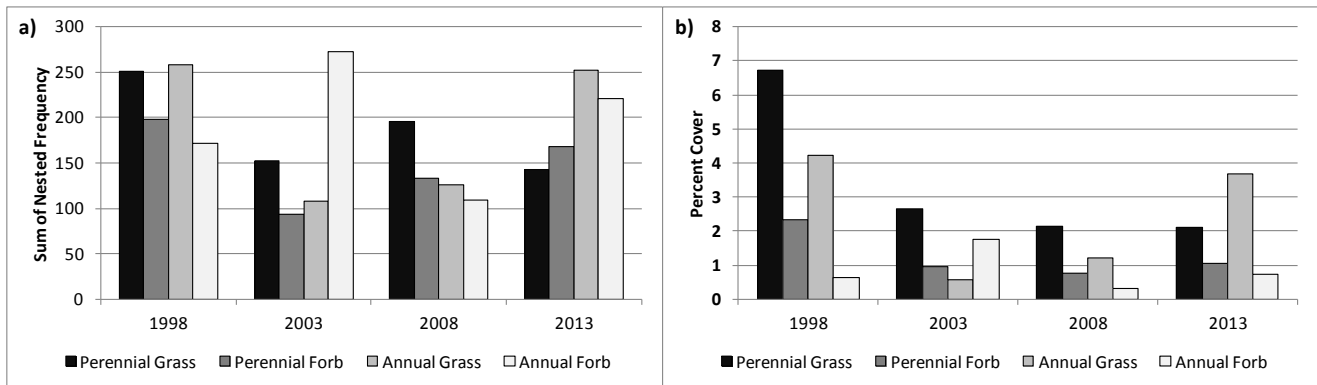 a)
Sum of Nested Frequency
300
250
200
150
100
50
0
1998 2003 2008 2013
Perennial Grass Perennial Forb Annual Grass Annual Forb
b)
Percent Cover
8
7
6
5
4
3
2
1
0
1998 2003 2008 2013
Perennial Grass Perennial Forb Annual Grass Annual Forb